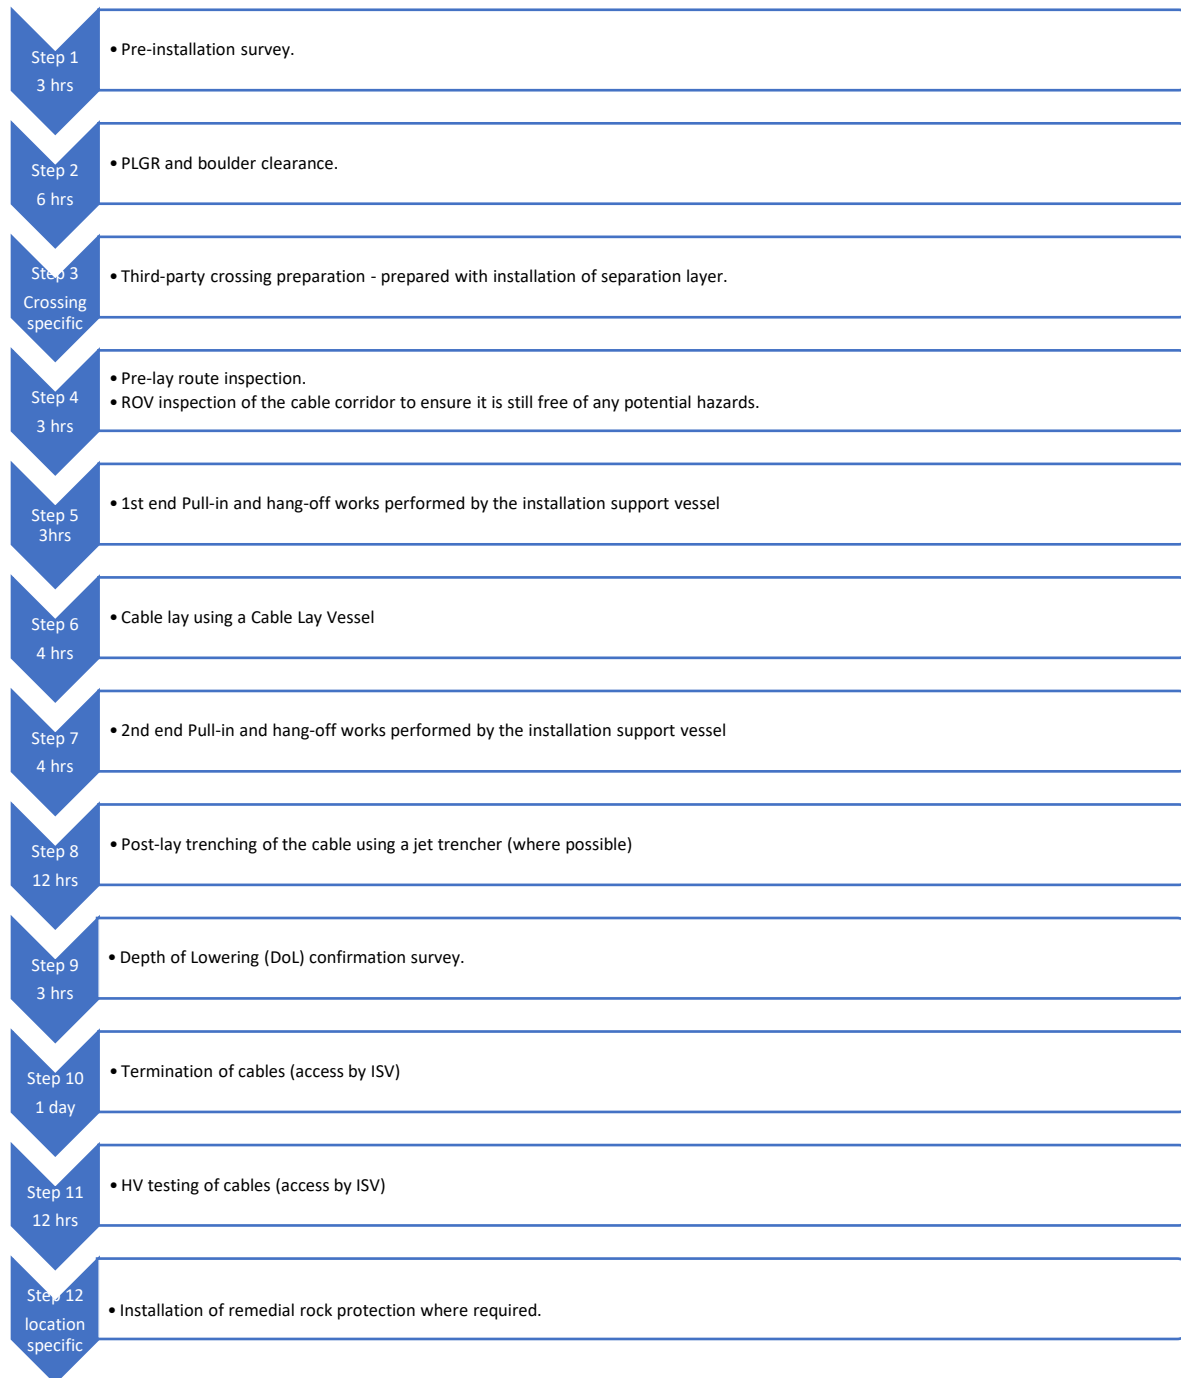 Step 1
3 hrs
• Pre-installation survey.
Step 2
6 hrs
• PLGR and boulder clearance.
Step 3
Crossing
specific
• Third-party crossing preparation - prepared with installation of separation layer.
Step 4
3 hrs
• Pre-lay route inspection.
• ROV inspection of the cable corridor to ensure it is still free of any potential hazards.
Step 5
3hrs
• 1st end Pull-in and hang-off works performed by the installation support vessel
Step 6
4 hrs
• Cable lay using a Cable Lay Vessel
Step 7
4 hrs
• 2nd end Pull-in and hang-off works performed by the installation support vessel
Step 8
12 hrs
• Post-lay trenching of the cable using a jet trencher (where possible)
Step 9
3 hrs
• Depth of Lowering (DoL) confirmation survey.
Step 10
1 day
• Termination of cables (access by ISV)
Step 11
12 hrs
• HV testing of cables (access by ISV)
Step 12
location
specific
• Installation of remedial rock protection where required.